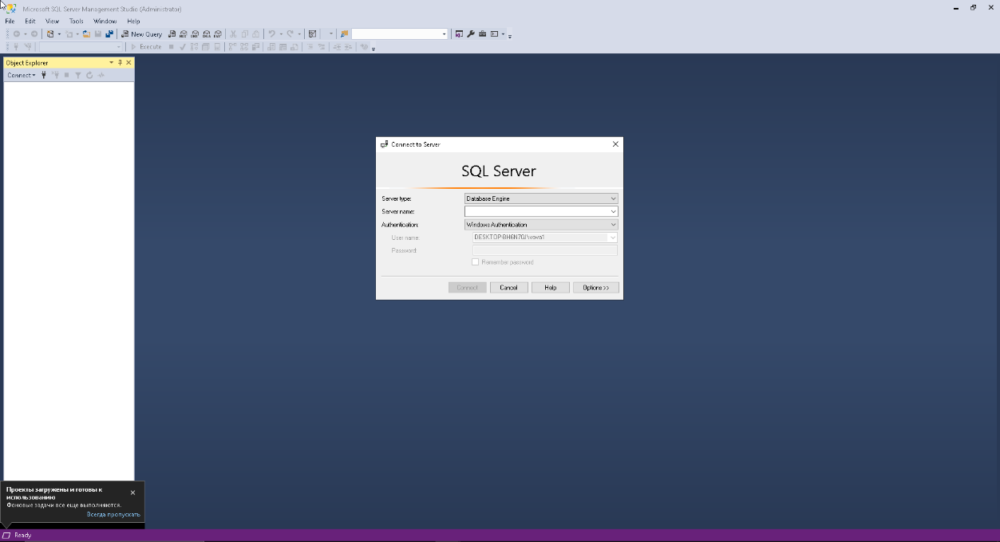 Microsoft SQL Server Management Studio (Administrator)
File Edit View Tools Window Help
New Query
Execute
Object Explorer
Connect
Connect to Server
SQL Server
Server type: Database Engine
Server name:
Authentication: Windows Authentication
User name: DESKTOP-BH6N7QJ\vova1
Password:
Remember password
Connect Cancel Help Options >>
Проекты загружены и готовы к
использованию
Фоновые задачи все еще выполняются.
Всегда пропускать
Ready